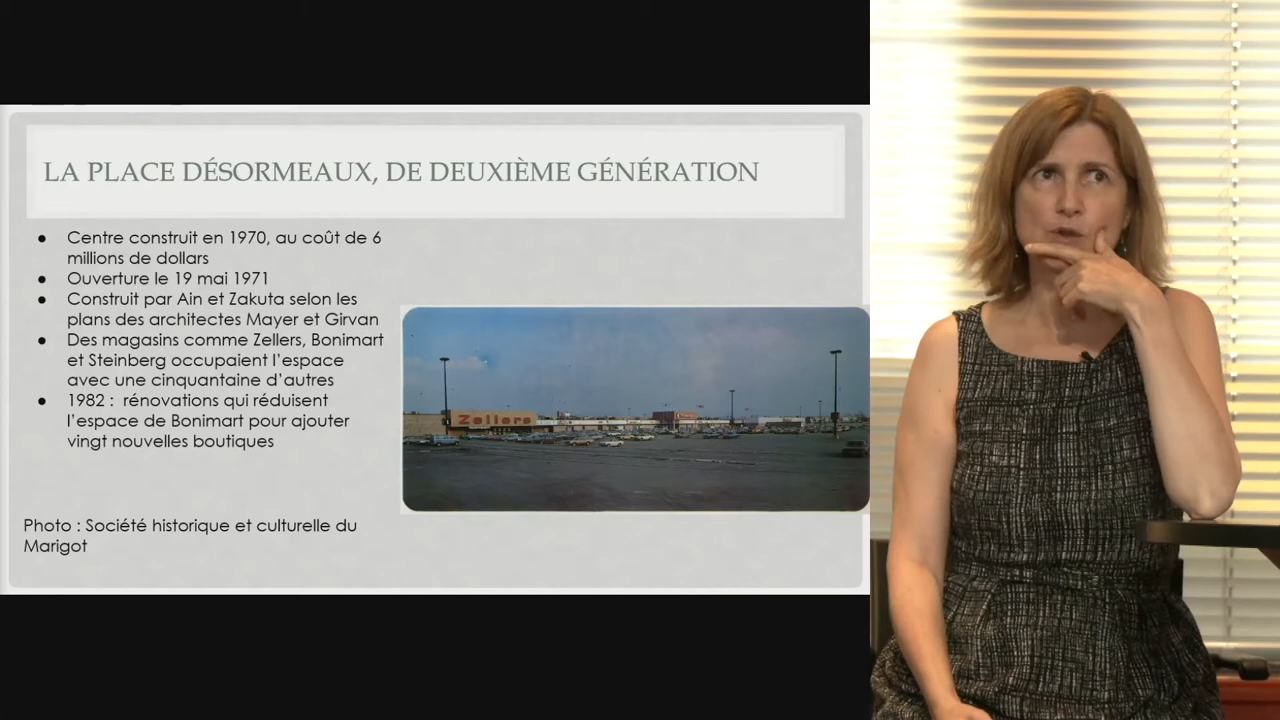 LA PLACE DÉSORMEAUX, DE DEUXIÈME GÉNÉRATION
● Centre construit en 1970, au coût de 6
millions de dollars
● Ouverture le 19 mai 1971
● Construit par Ain et Zakuta selon les
plans des architectes Mayer et Girvan
● Des magasins comme Zellers, Bonimart
et Steinberg occupaient l’espace
avec une cinquantaine d’autres
● 1982 : rénovations qui réduisent
l’espace de Bonimart pour ajouter
vingt nouvelles boutiques
Zellers
Photo : Société historique et culturelle du
Marigot